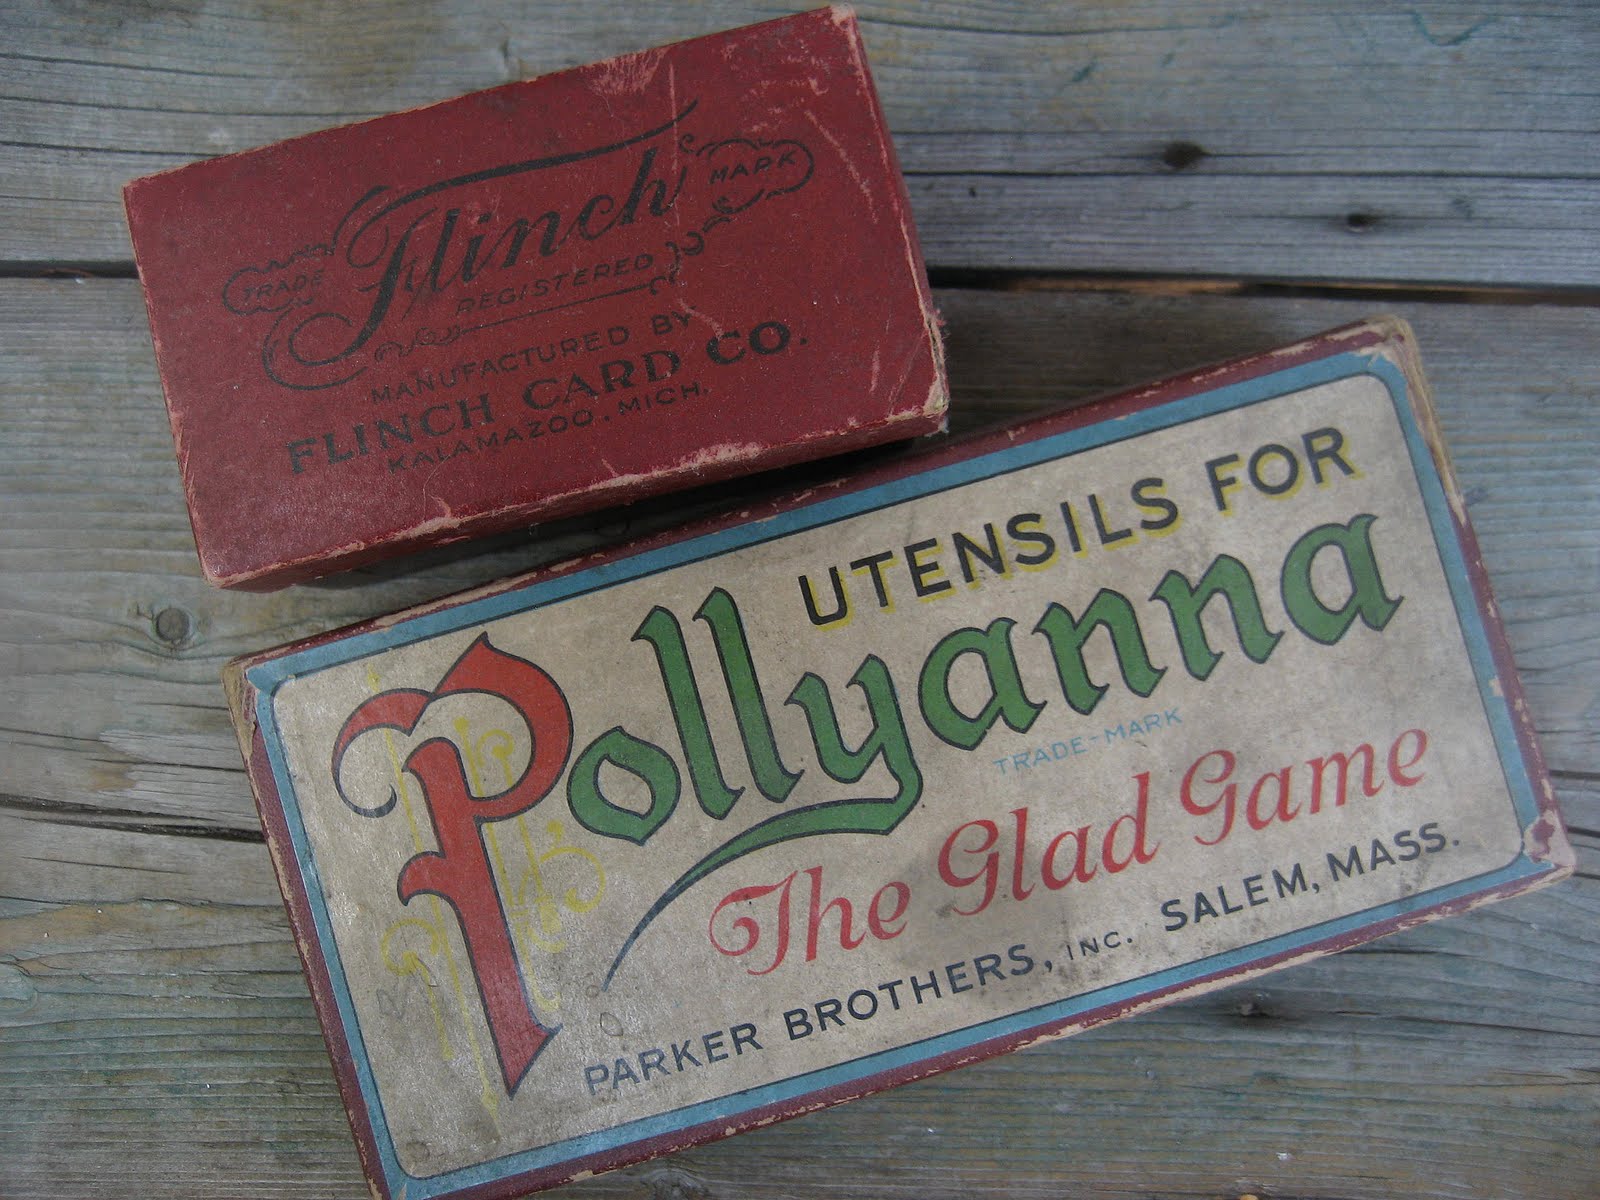 Flinch
TRADE MARK
REGISTERED
MANUFACTURED BY
FLINCH CARD CO.
KALAMAZOO, MICH.
UTENSILS FOR
Pollyanna
TRADE-MARK
The Glad Game
PARKER BROTHERS, INC. SALEM, MASS.